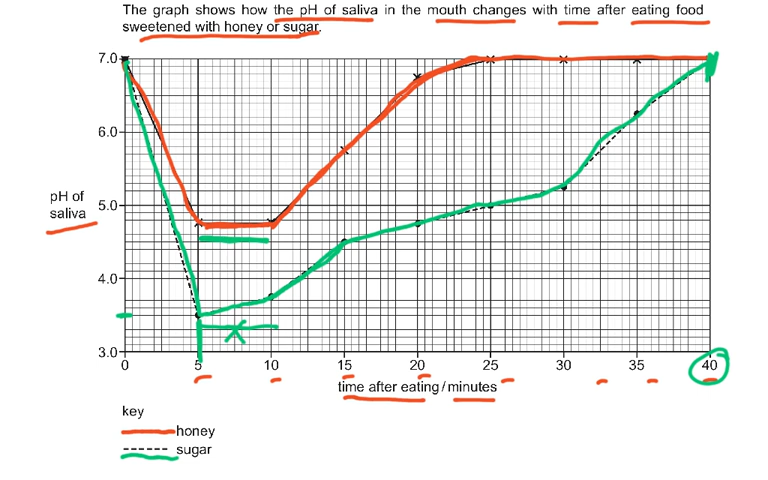 The graph shows how the pH of saliva in the mouth changes with time after eating food
sweetened with honey or sugar.
7.0
6.0
5.0
4.0
3.0
pH of
saliva
0 5 10 15 20 25 30 35 40
time after eating / minutes
key
honey
sugar